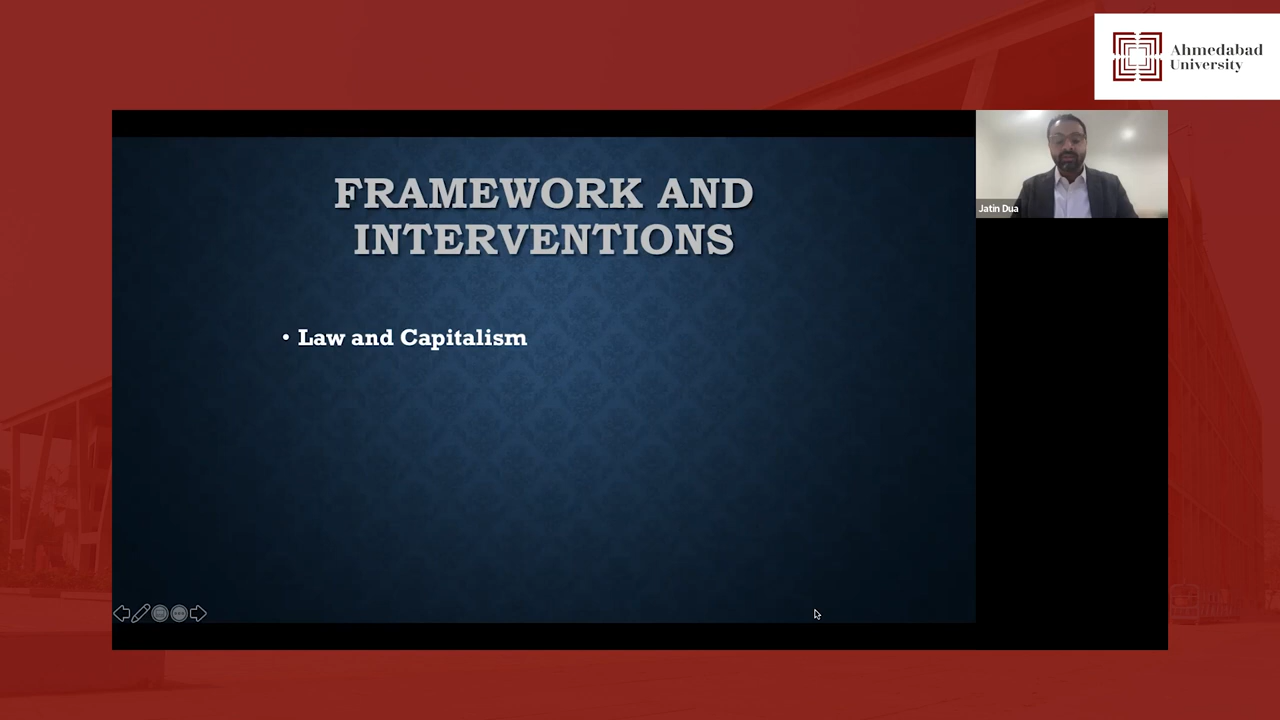 Ahmedabad
University
FRAMEWORK AND
INTERVENTIONS
• Law and Capitalism
Jatin Dua